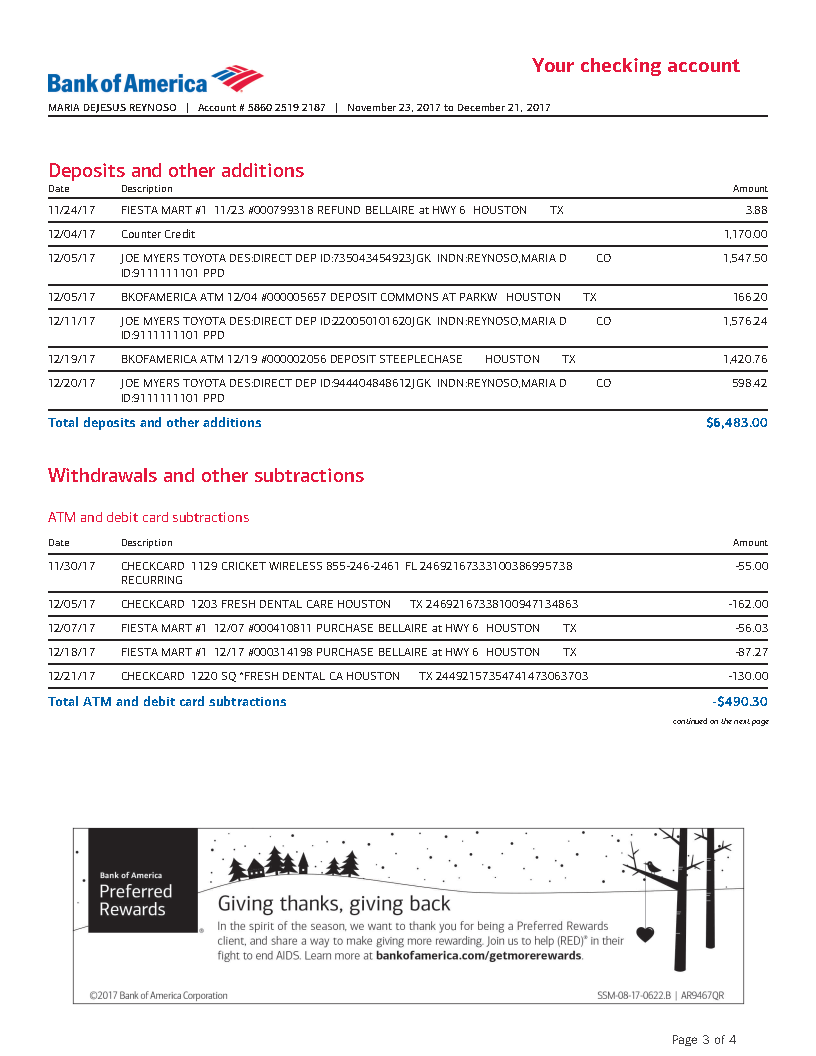 Your checking account
Bank of America
MARIA DEJESUS REYNOSO | Account # 5860 2519 2187 | November 23, 2017 to December 21, 2017
Deposits and other additions
Date Description Amount
11/24/17 FIESTA MART #1 11/23 #000799318 REFUND BELLAIRE at HWY 6 HOUSTON TX 3.88
12/04/17 Counter Credit 1,170.00
12/05/17 JOE MYERS TOYOTA DES:DIRECT DEP ID:735043454923JGK INDN:REYNOSO,MARIA D CO 1,547.50
ID:9111111101 PPD
12/05/17 BKOFAMERICA ATM 12/04 #000005657 DEPOSIT COMMONS AT PARKW HOUSTON TX 166.20
12/11/17 JOE MYERS TOYOTA DES:DIRECT DEP ID:220050101620JGK INDN:REYNOSO,MARIA D CO 1,576.24
ID:9111111101 PPD
12/19/17 BKOFAMERICA ATM 12/19 #000002056 DEPOSIT STEEPLECHASE HOUSTON TX 1,420.76
12/20/17 JOE MYERS TOYOTA DES:DIRECT DEP ID:944404848612JGK INDN:REYNOSO,MARIA D CO 598.42
ID:9111111101 PPD
Total deposits and other additions $6,483.00
Withdrawals and other subtractions
ATM and debit card subtractions
Date Description Amount
11/30/17 CHECKCARD 1129 CRICKET WIRELESS 855-246-2461 FL 24692167333100386995738 -55.00
RECURRING
12/05/17 CHECKCARD 1203 FRESH DENTAL CARE HOUSTON TX 24692167338100947134863 -162.00
12/07/17 FIESTA MART #1 12/07 #000410811 PURCHASE BELLAIRE at HWY 6 HOUSTON TX -56.03
12/18/17 FIESTA MART #1 12/17 #000314198 PURCHASE BELLAIRE at HWY 6 HOUSTON TX -87.27
12/21/17 CHECKCARD 1220 SQ *FRESH DENTAL CA HOUSTON TX 24492157354741473063703 -130.00
Total ATM and debit card subtractions -$490.30
continued on the next page
Bank of America
Preferred
Rewards
®
Giving thanks, giving back
In the spirit of the season, we want to thank you for being a Preferred Rewards
client, and share a way to make giving more rewarding. Join us to help (RED)® in their
fight to end AIDS. Learn more at bankofamerica.com/getmorerewards.
©2017 Bank of America Corporation SSM-08-17-0622.B | AR9467QR
Page 3 of 4